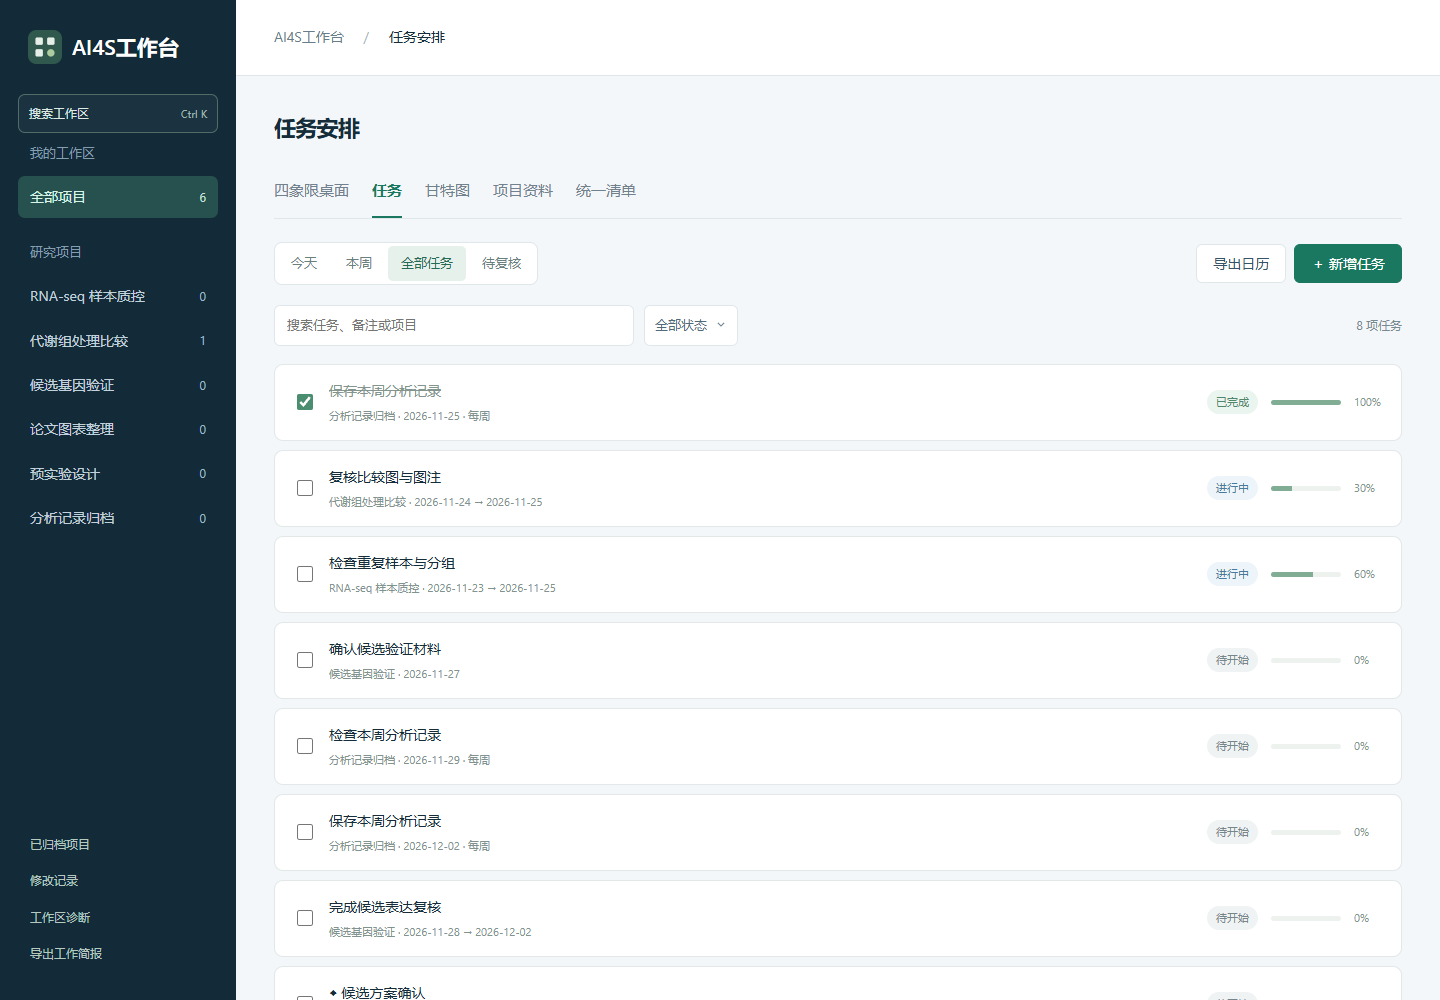 AI4S工作台
搜索工作区 Ctrl K
我的工作区
全部项目 6
研究项目
RNA-seq 样本质控 0
代谢组处理比较 1
候选基因验证 0
论文图表整理 0
预实验设计 0
分析记录归档 0
已归档项目
修改记录
工作区诊断
导出工作简报
AI4S工作台 / 任务安排
任务安排
四象限桌面 任务 甘特图 项目资料 统一清单
今天 本周 全部任务 待复核 导出日历 + 新增任务
搜索任务、备注或项目 全部状态 8 项任务
保存本周分析记录
分析记录归档 · 2026-11-25 · 每周
已完成 100%
复核比较图与图注
代谢组处理比较 · 2026-11-24 → 2026-11-25
进行中 30%
检查重复样本与分组
RNA-seq 样本质控 · 2026-11-23 → 2026-11-25
进行中 60%
确认候选验证材料
候选基因验证 · 2026-11-27
待开始 0%
检查本周分析记录
分析记录归档 · 2026-11-29 · 每周
待开始 0%
保存本周分析记录
分析记录归档 · 2026-12-02 · 每周
待开始 0%
完成候选表达复核
候选基因验证 · 2026-11-28 → 2026-12-02
待开始 0%
◆ 候选方案确认